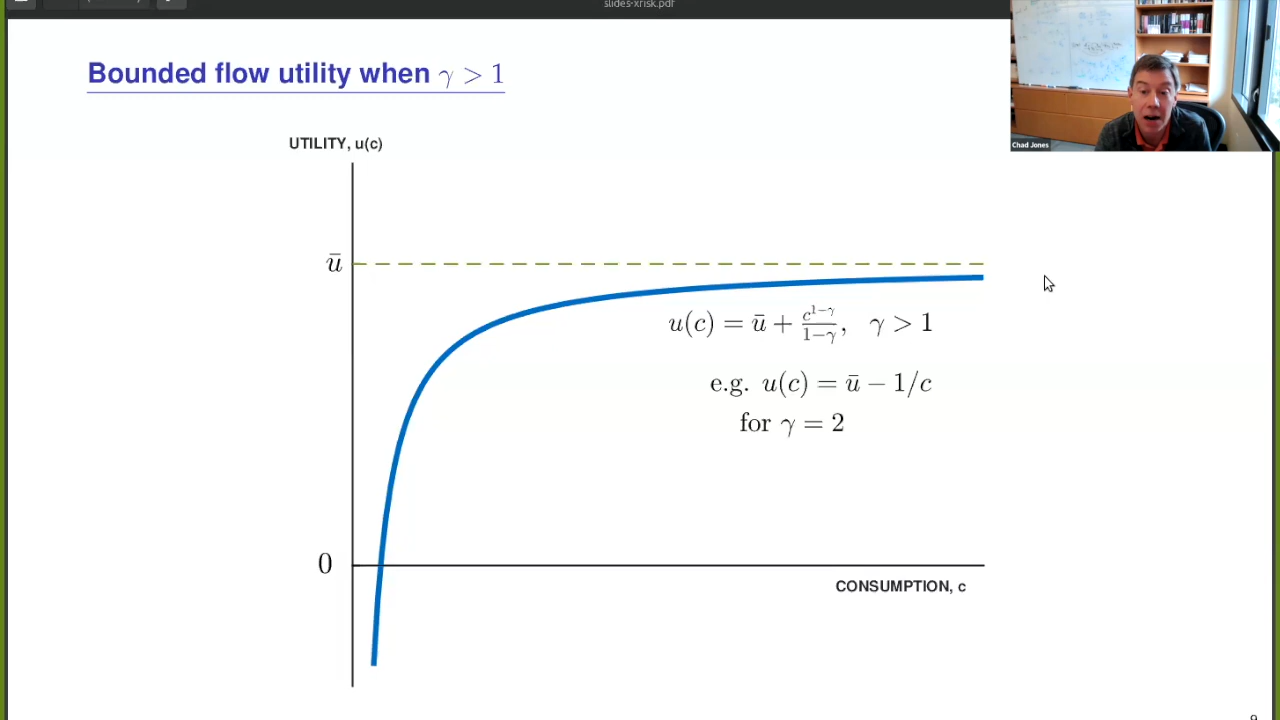 slides-xrisk.pdf
Bounded flow utility when γ > 1
Chad Jones
UTILITY, u(c)
ū
u(c) = ū + c^{1−γ}/(1−γ), γ > 1
e.g. u(c) = ū − 1/c
for γ = 2
0
CONSUMPTION, c
9